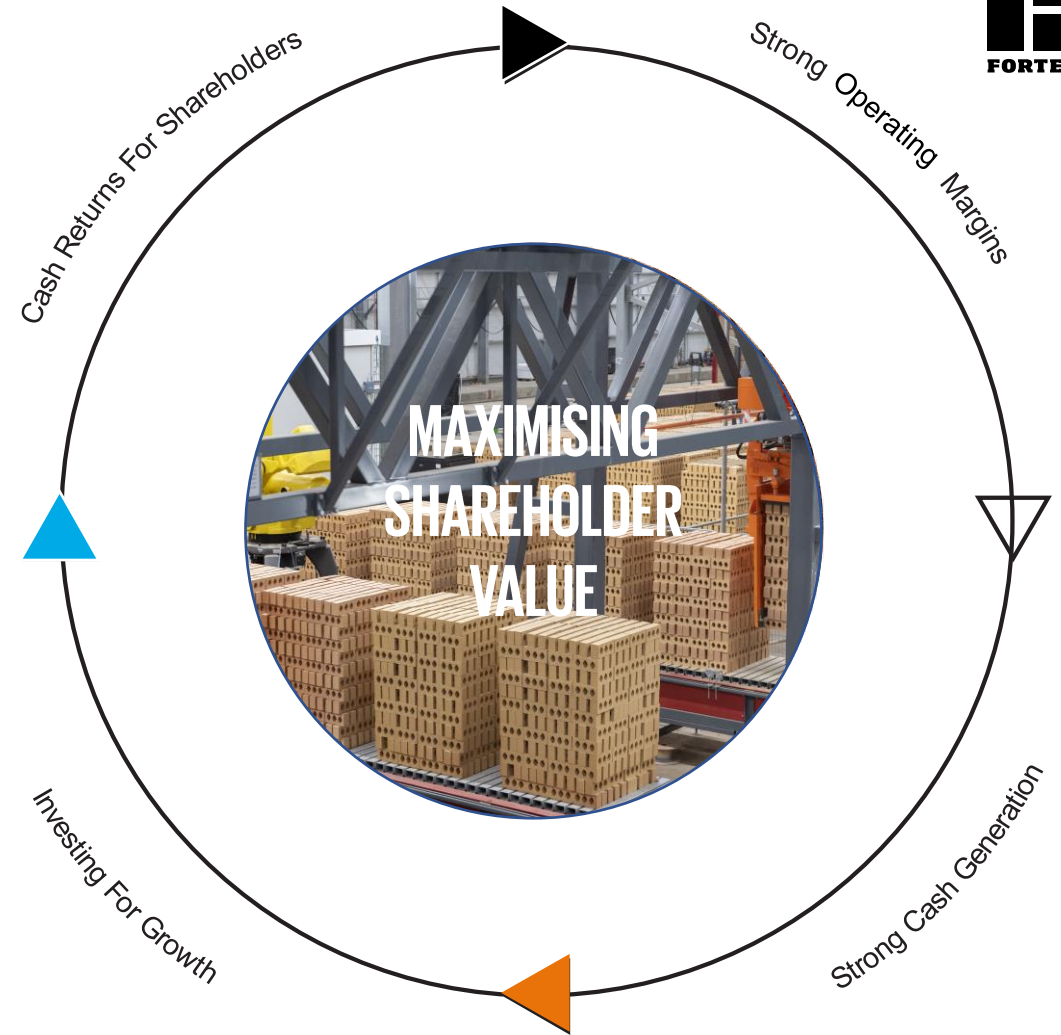 Cash Returns For Shareholders
Strong Operating Margins
FORTE
MAXIMISING
SHAREHOLDER
VALUE
Investing For Growth
Strong Cash Generation